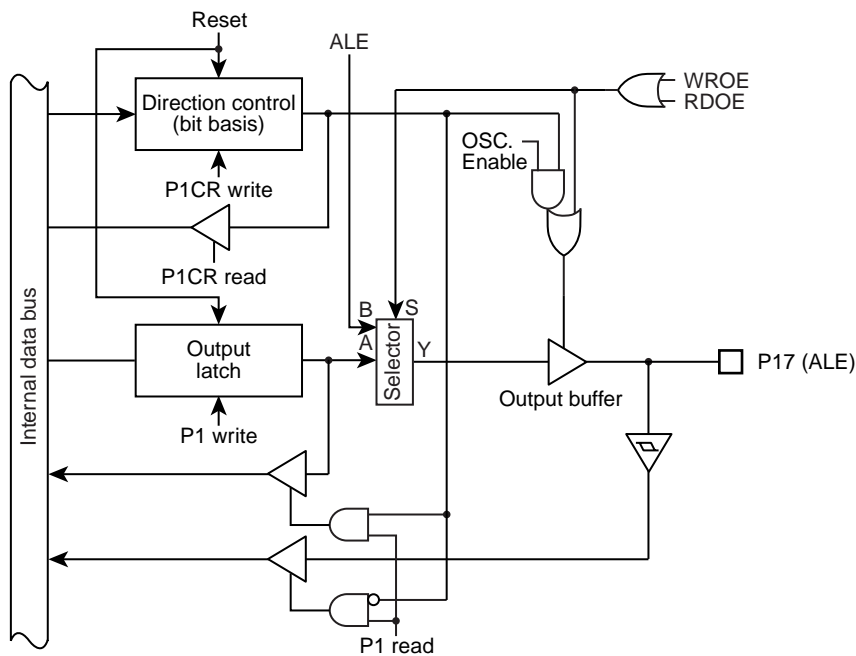 Reset
ALE
WROE
RDOE
Direction control
(bit basis)
OSC.
Enable
P1CR write
P1CR read
Internal data bus
B
S
A
Selector
Y
Output
latch
P17 (ALE)
Output buffer
P1 write
P1 read